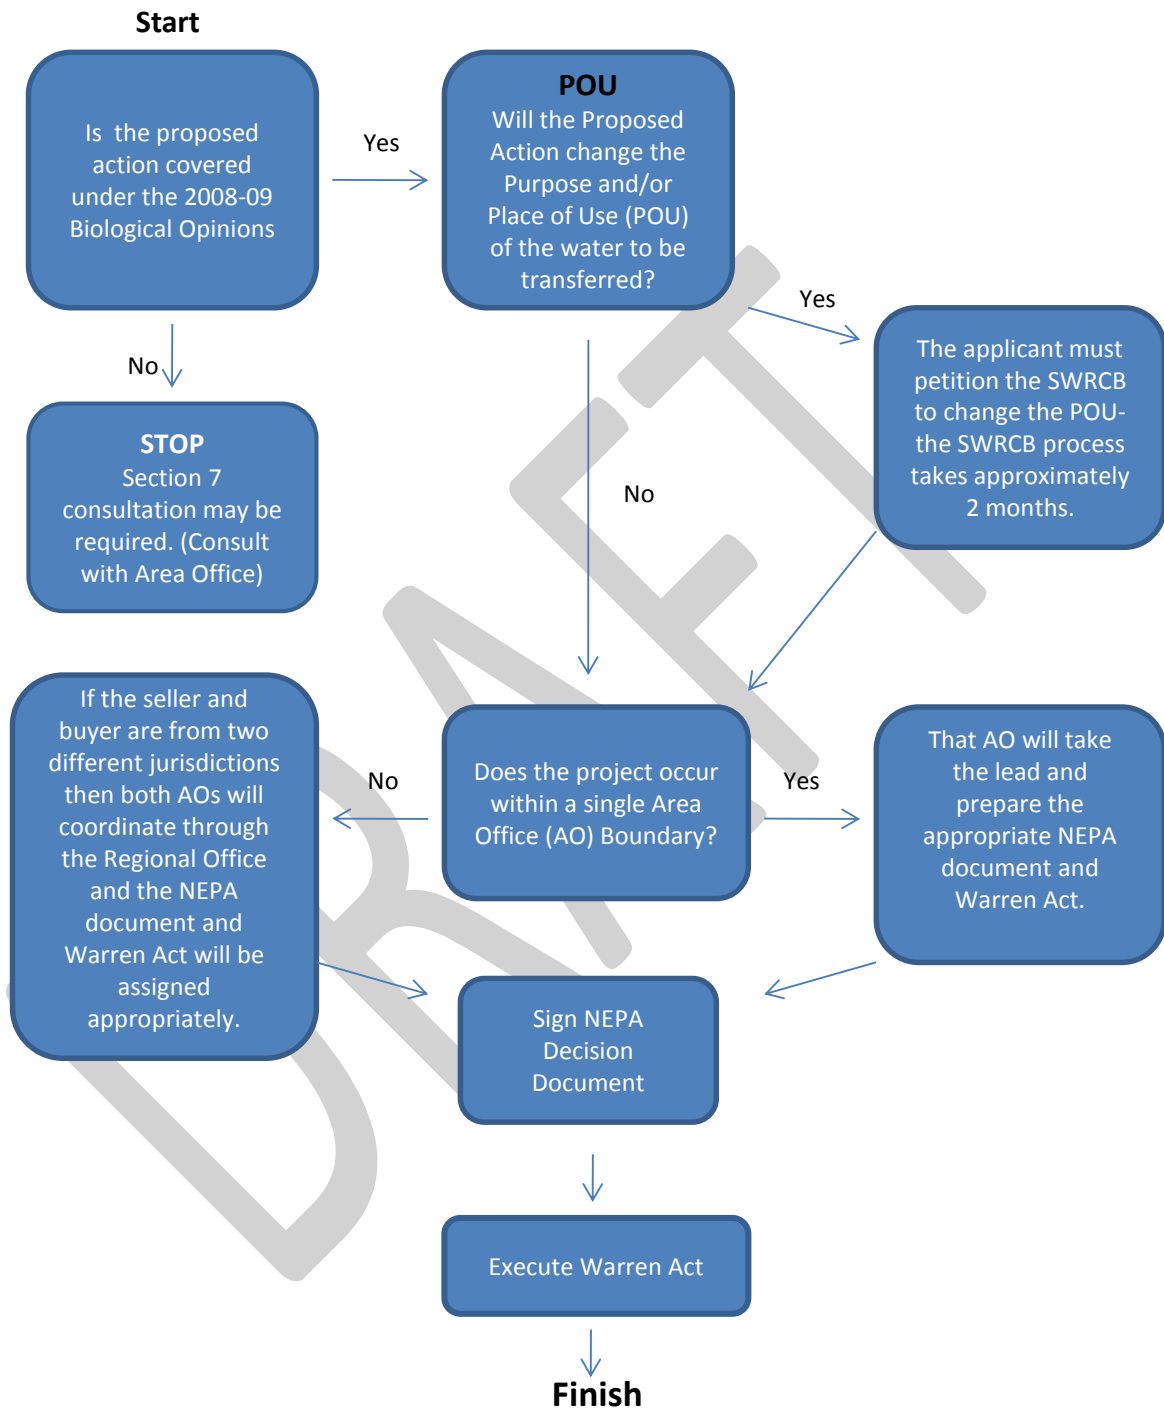 Start
Is the proposed
action covered
under the 2008-09
Biological Opinions
Yes
POU
Will the Proposed
Action change the
Purpose and/or
Place of Use (POU)
of the water to be
transferred?
Yes
The applicant must
petition the SWRCB
to change the POU-
the SWRCB process
takes approximately
2 months.
No
STOP
Section 7
consultation may be
required. (Consult
with Area Office)
No
If the seller and
buyer are from two
different jurisdictions
then both AOs will
coordinate through
the Regional Office
and the NEPA
document and
Warren Act will be
assigned
appropriately.
No
Does the project occur
within a single Area
Office (AO) Boundary?
Yes
That AO will take
the lead and
prepare the
appropriate NEPA
document and
Warren Act.
Sign NEPA
Decision
Document
Execute Warren Act
Finish
DRAFT